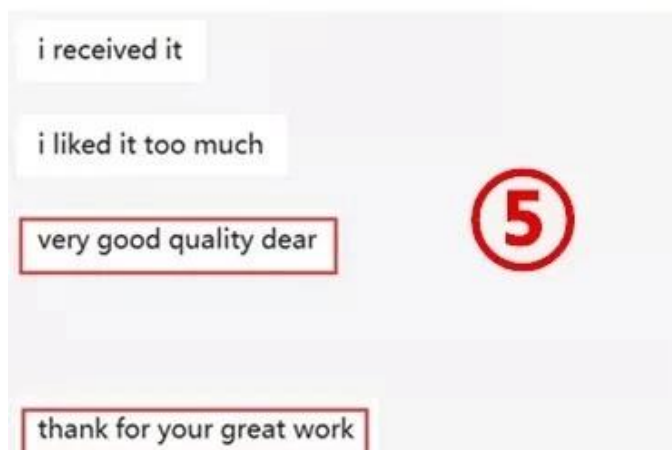 i received it
i liked it too much
very good quality dear
5
thank for your great work